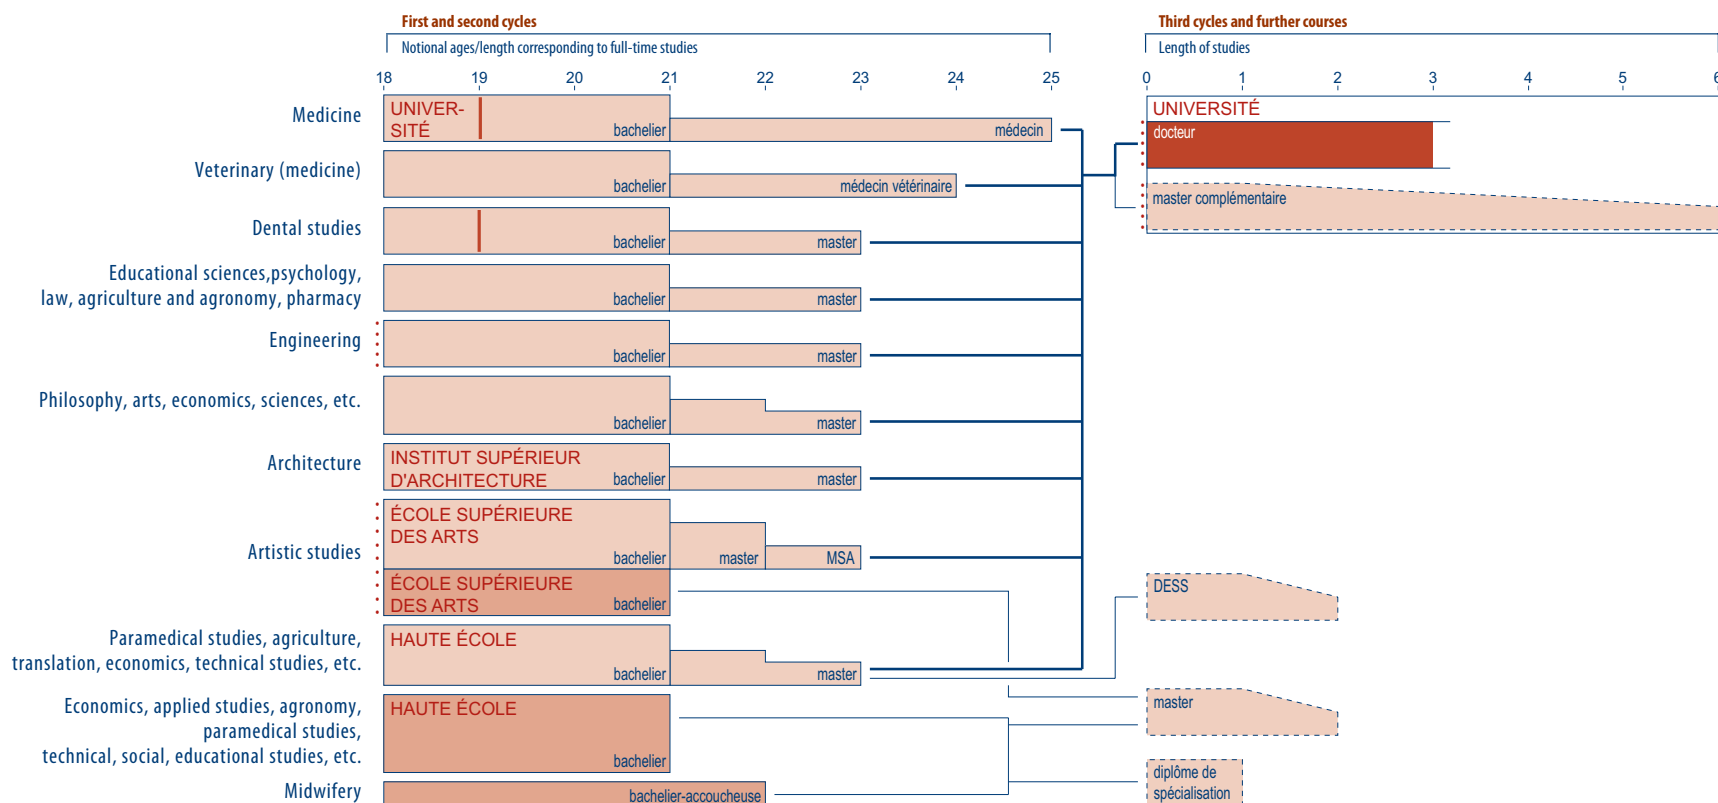 First and second cycles
Notional ages/length corresponding to full-time studies
18 19 20 21 22 23 24 25
Third cycles and further courses
Length of studies
0 1 2 3 4 5 6
Medicine
UNIVER-
SITÉ
bachelier
médecin
UNIVERSITÉ
docteur
Veterinary (medicine)
bachelier
médecin vétérinaire
master complémentaire
Dental studies
bachelier
master
Educational sciences,psychology,
law, agriculture and agronomy, pharmacy
bachelier
master
Engineering
bachelier
master
Philosophy, arts, economics, sciences, etc.
bachelier
master
Architecture
INSTITUT SUPÉRIEUR
D'ARCHITECTURE
bachelier
master
Artistic studies
ÉCOLE SUPÉRIEURE
DES ARTS
bachelier
master
MSA
ÉCOLE SUPÉRIEURE
DES ARTS
bachelier
DESS
Paramedical studies, agriculture,
translation, economics, technical studies, etc.
HAUTE ÉCOLE
bachelier
master
Economics, applied studies, agronomy,
paramedical studies,
technical, social, educational studies, etc.
HAUTE ÉCOLE
bachelier
master
Midwifery
bachelier-accoucheuse
diplôme de
spécialisation